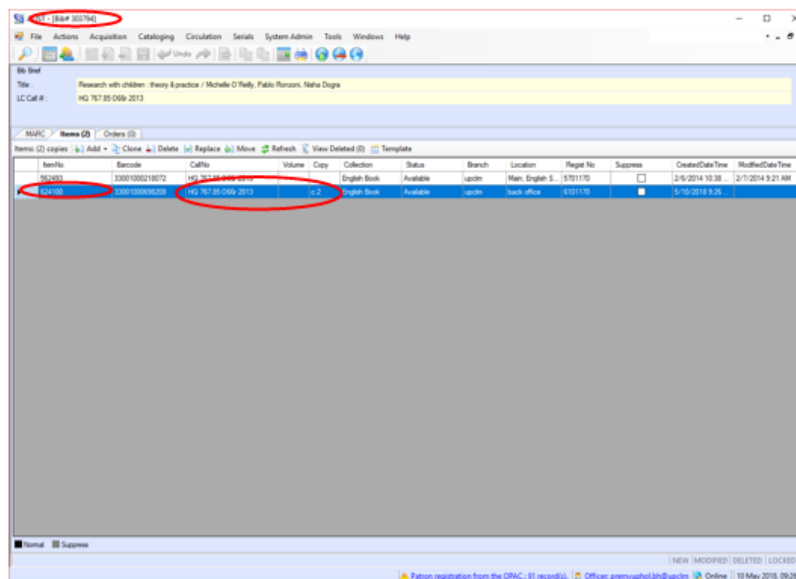 - [Bib# 303794]
File Actions Acquisition Cataloging Circulation Serials System Admin Tools Windows Help
Undo
Bib Brief
Title : Research with children : theory & practice / Michelle O'Reilly, Pablo Ronzoni, Nisha Dogra
LC Call # : HQ 767.85 O66r 2013
MARC Items (2) Orders (0)
Items: (2) copies Add Clone Delete Replace Move Refresh View Deleted (0) Template
ItemNo Barcode CallNo Volume Copy Collection Status Branch Location Regist No Suppress CreatedDateTime ModifiedDateTime
562493 33001000218072 HQ 767.85 O66r 2013 English Book Available upclm Main. English S... 5701170 2/6/2014 10:38 ... 2/7/2014 9:21 AM
624100 33001000698208 HQ 767.85 O66r 2013 c.2 English Book Available upclm back office 6101170 5/10/2018 9:26 ...
Normal Suppress
NEW MODIFIED DELETED LOCKED
Patron registration from the OPAC : 91 record(s). Officer: premyuphol.bh@upclm Online 10 May 2018, 09:26